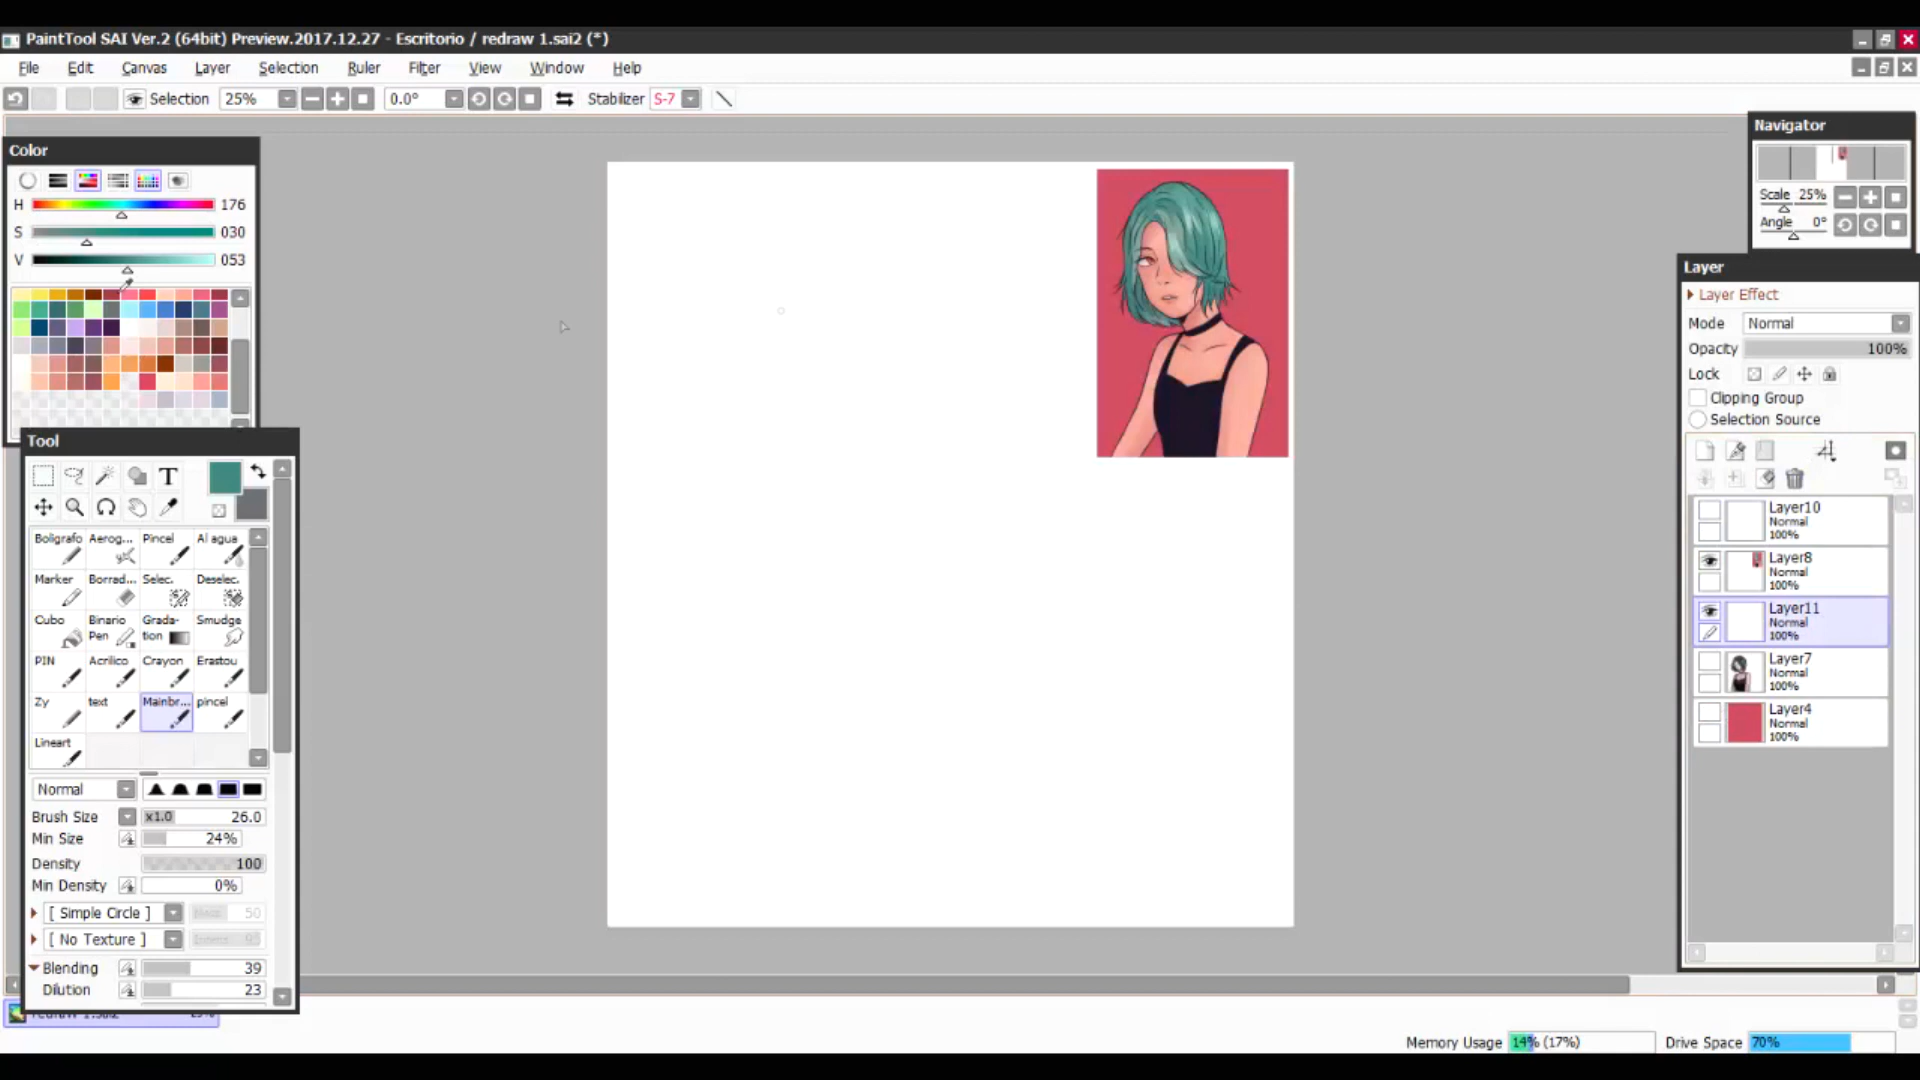 PaintTool SAI Ver.2 (64bit) Preview.2017.12.27 - Escritorio / redraw 1.sai2 (*)
File Edit Canvas Layer Selection Ruler Filter View Window Help
Selection 25% 0.0° Stabilizer S-7
Color
H 176
S 030
V 053
Tool
T
Boligrafo Aerog... Pincel Al agua
Marker Borrad... Selec. Deselec.
Cubo Binario Pen Grada-tion Smudge
PIN Acrilico Crayon Erastou
Zy text Mainbr... pincel
Lineart
Normal
Brush Size x1.0 26.0
Min Size 24%
Density 100
Min Density 0%
[ Simple Circle ] 50
[ No Texture ] 95
Blending 39
Dilution 23
Navigator
Scale 25%
Angle 0°
Layer
Layer Effect
Mode Normal
Opacity 100%
Lock
Clipping Group
Selection Source
Layer10
Normal
100%
Layer8
Normal
100%
Layer11
Normal
100%
Layer7
Normal
100%
Layer4
Normal
100%
Memory Usage 14% (17%) Drive Space 70%